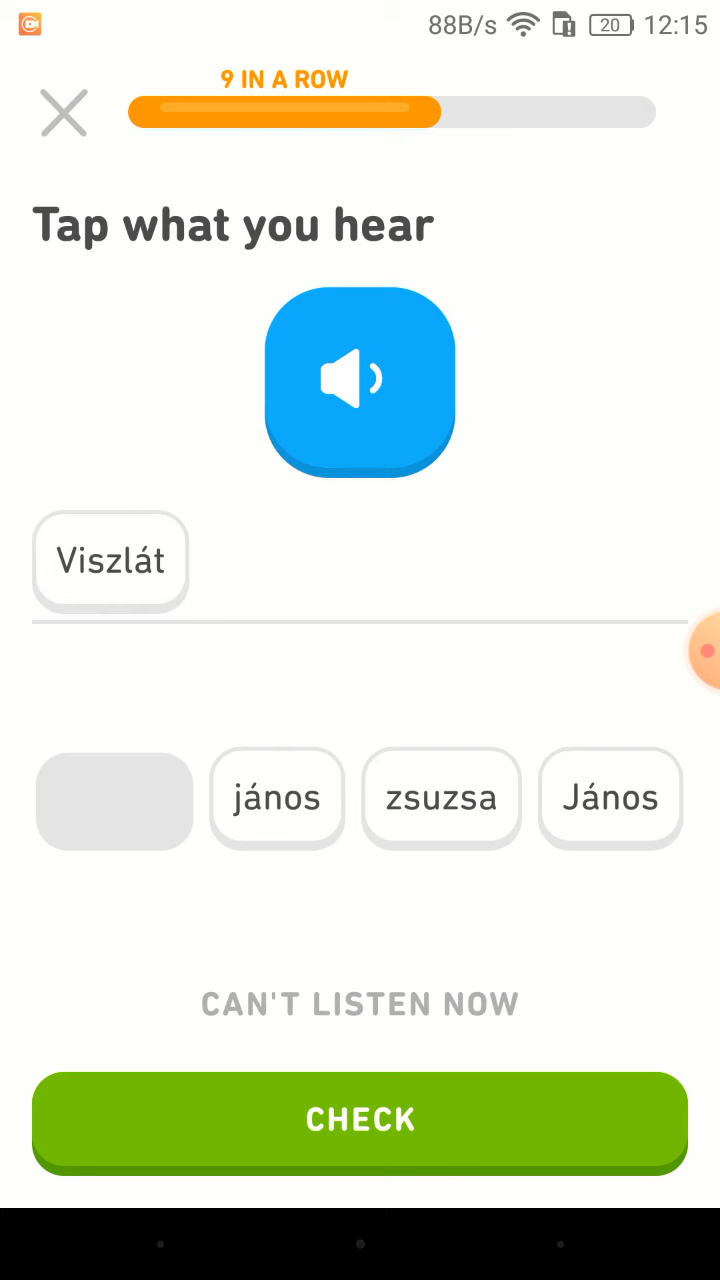 88B/s 20 12:15
9 IN A ROW
Tap what you hear
Viszlát
jános zsuzsa János
CAN'T LISTEN NOW
CHECK